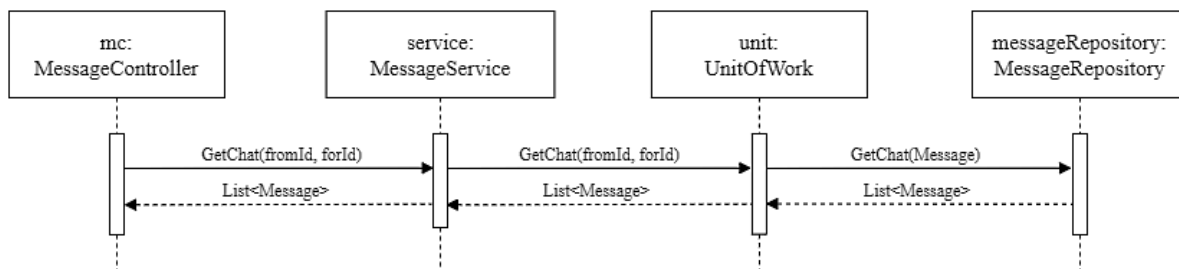 mc:
MessageController
service:
MessageService
unit:
UnitOfWork
messageRepository:
MessageRepository
GetChat(fromId, forId)
GetChat(fromId, forId)
GetChat(Message)
List<Message>
List<Message>
List<Message>